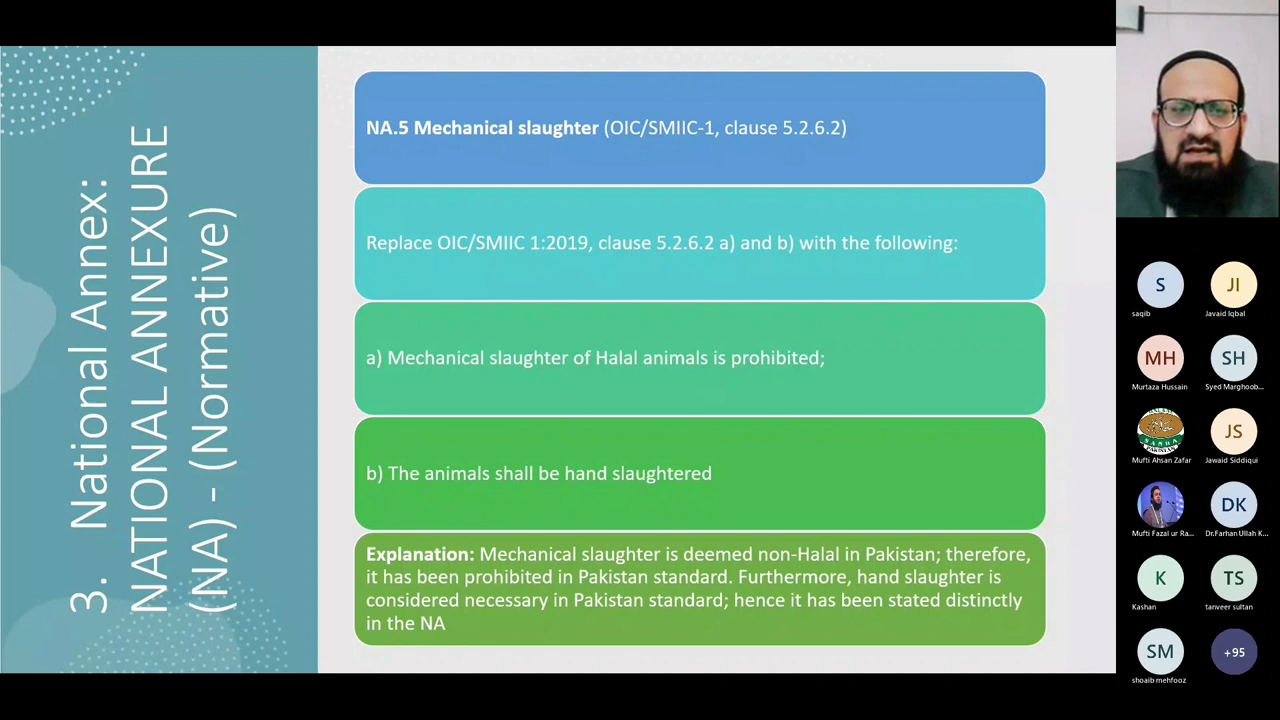 3. National Annex:
NATIONAL ANNEXURE
(NA) - (Normative)
NA.5 Mechanical slaughter (OIC/SMIIC-1, clause 5.2.6.2)
Replace OIC/SMIIC 1:2019, clause 5.2.6.2 a) and b) with the following:
a) Mechanical slaughter of Halal animals is prohibited;
b) The animals shall be hand slaughtered
Explanation: Mechanical slaughter is deemed non-Halal in Pakistan; therefore,
it has been prohibited in Pakistan standard. Furthermore, hand slaughter is
considered necessary in Pakistan standard; hence it has been stated distinctly
in the NA
S
saqib
JI
Javaid Iqbal
MH
Murtaza Hussain
SH
Syed Marghoob...
Mufti Ahsan Zafar
JS
Jawaid Siddiqui
Mufti Fazal ur Ra...
DK
Dr.Farhan Ullah K...
K
Kashan
TS
tanveer sultan
SM
shoaib mehfooz
+95